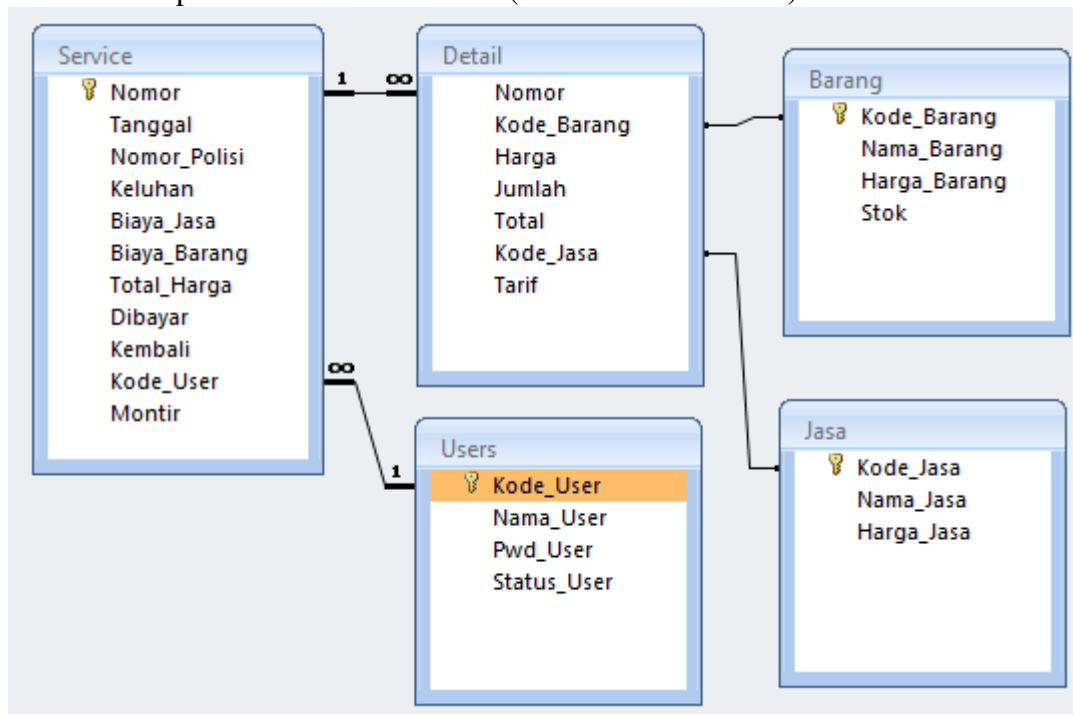 Service
Nomor
Tanggal
Nomor_Polisi
Keluhan
Biaya_Jasa
Biaya_Barang
Total_Harga
Dibayar
Kembali
Kode_User
Montir
1
∞
∞
1
Detail
Nomor
Kode_Barang
Harga
Jumlah
Total
Kode_Jasa
Tarif
Barang
Kode_Barang
Nama_Barang
Harga_Barang
Stok
Users
Kode_User
Nama_User
Pwd_User
Status_User
Jasa
Kode_Jasa
Nama_Jasa
Harga_Jasa